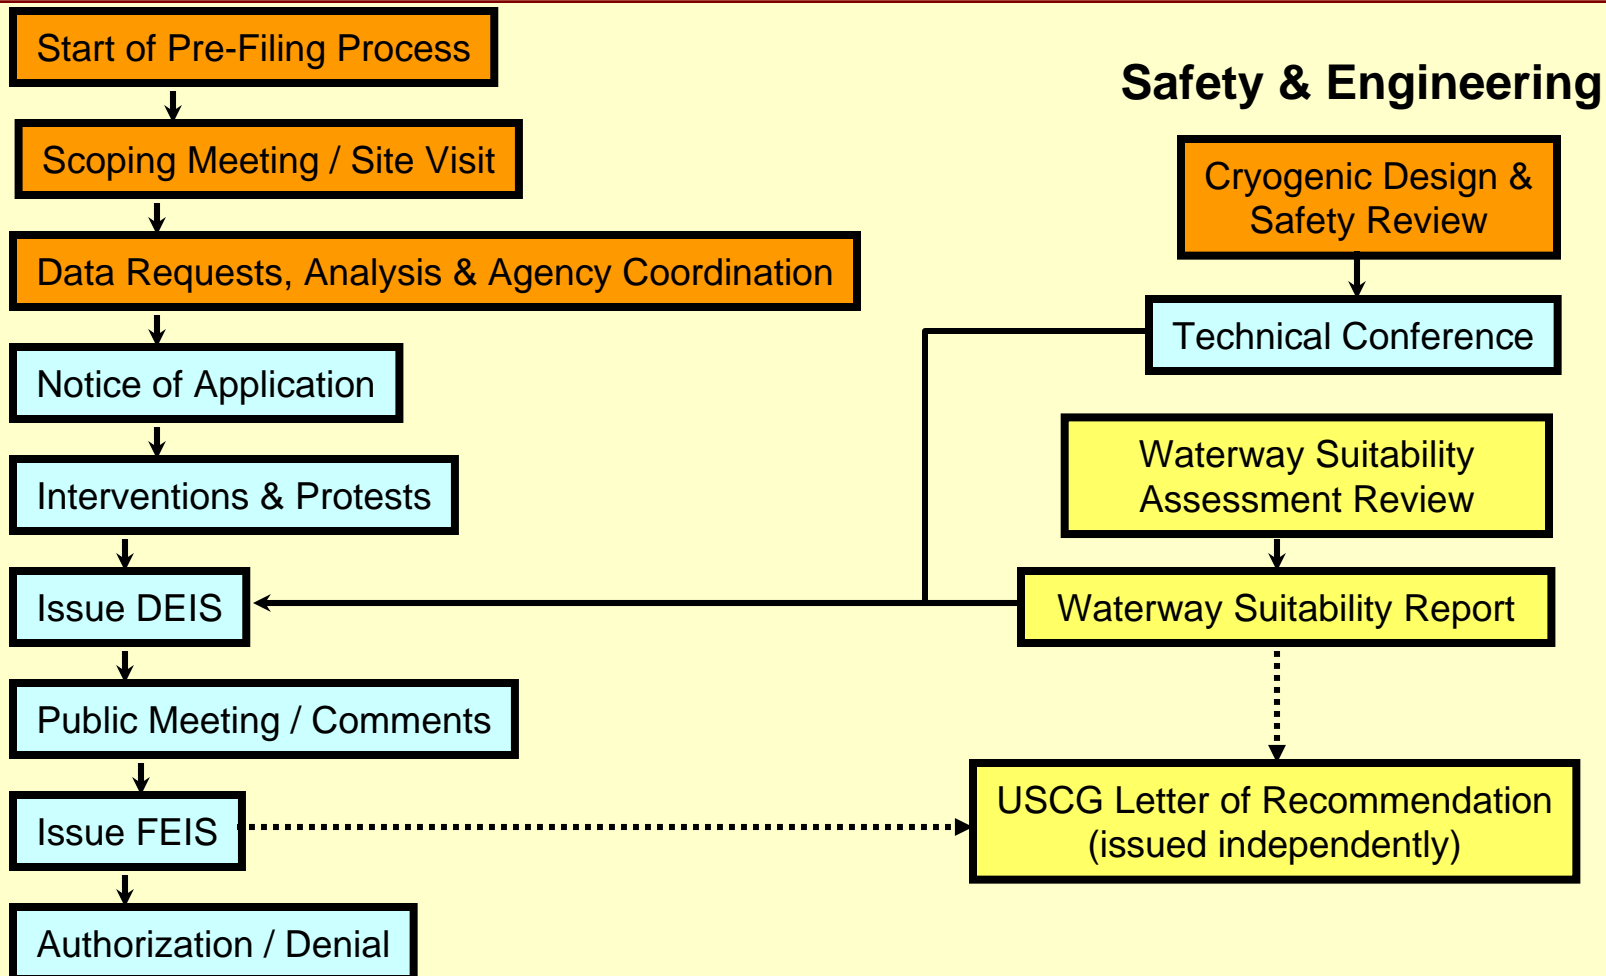 Start of Pre-Filing Process
Scoping Meeting / Site Visit
Data Requests, Analysis & Agency Coordination
Notice of Application
Interventions & Protests
Issue DEIS
Public Meeting / Comments
Issue FEIS
Authorization / Denial
Safety & Engineering
Cryogenic Design &
Safety Review
Technical Conference
Waterway Suitability
Assessment Review
Waterway Suitability Report
USCG Letter of Recommendation
(issued independently)